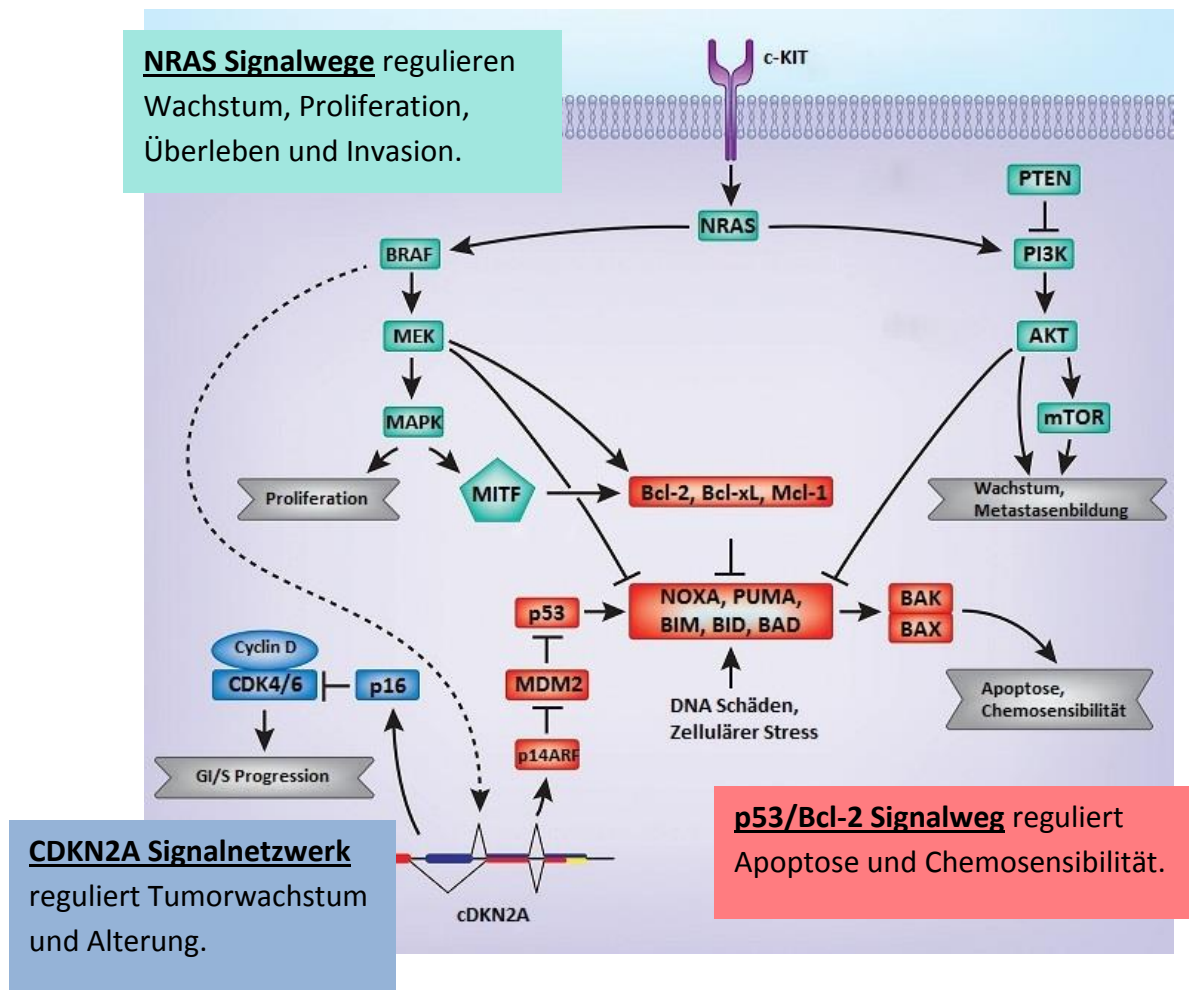 NRAS Signalwege regulieren
Wachstum, Proliferation,
Überleben und Invasion.
c-KIT
PTEN
NRAS
BRAF
PI3K
MEK
AKT
MAPK
mTOR
Proliferation
MITF
Bcl-2, Bcl-xL, Mcl-1
Wachstum,
Metastasenbildung
p53
NOXA, PUMA,
BIM, BID, BAD
BAK
BAX
Cyclin D
CDK4/6
p16
MDM2
DNA Schäden,
Zellulärer Stress
Apoptose,
Chemosensibilität
p14ARF
GI/S Progression
p53/Bcl-2 Signalweg reguliert
Apoptose und Chemosensibilität.
CDKN2A Signalnetzwerk
reguliert Tumorwachstum
und Alterung.
cDKN2A